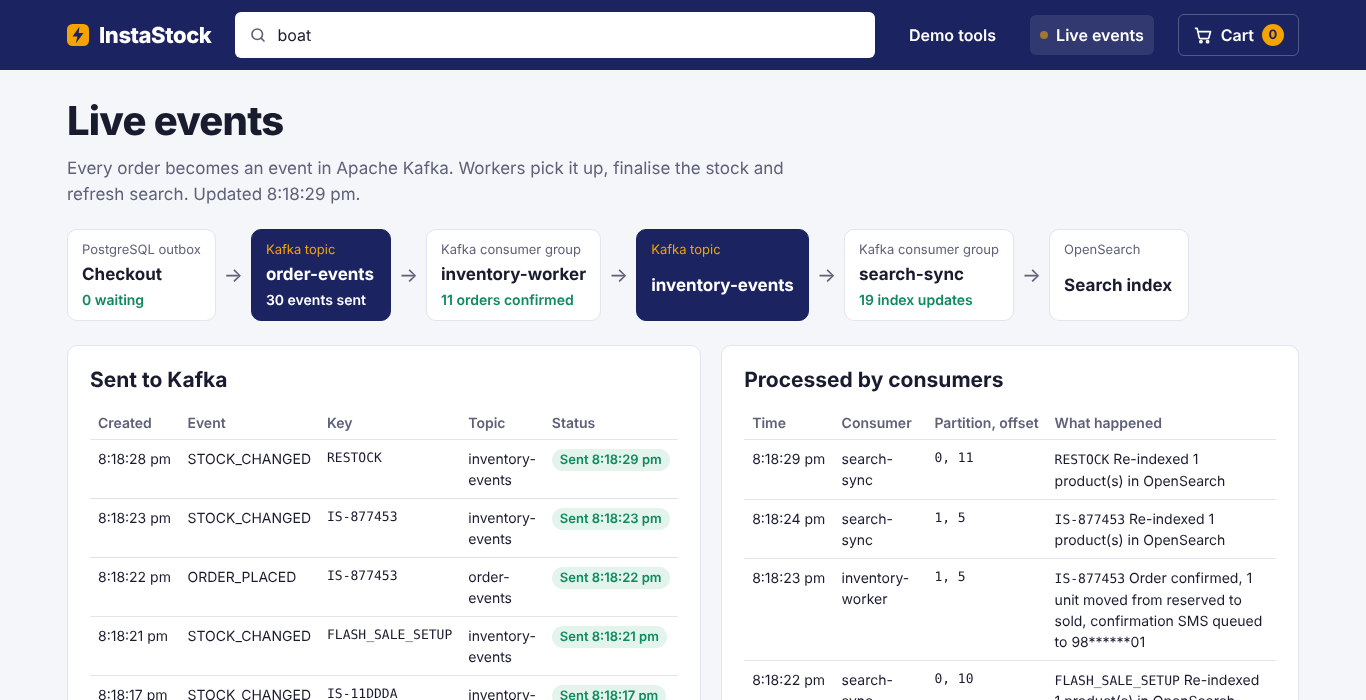 InstaStock
boat
Demo tools
Live events
Cart 0
Live events
Every order becomes an event in Apache Kafka. Workers pick it up, finalise the stock and
refresh search. Updated 8:18:29 pm.
PostgreSQL outbox
Checkout
0 waiting
Kafka topic
order-events
30 events sent
Kafka consumer group
inventory-worker
11 orders confirmed
Kafka topic
inventory-events
Kafka consumer group
search-sync
19 index updates
OpenSearch
Search index
Sent to Kafka
Created Event Key Topic Status
8:18:28 pm STOCK_CHANGED RESTOCK inventory- Sent 8:18:29 pm
events
8:18:23 pm STOCK_CHANGED IS-877453 inventory- Sent 8:18:23 pm
events
8:18:22 pm ORDER_PLACED IS-877453 order- Sent 8:18:22 pm
events
8:18:21 pm STOCK_CHANGED FLASH_SALE_SETUP inventory- Sent 8:18:21 pm
events
8:18:17 pm STOCK_CHANGED IS-11DDDA inventory- Sent 8:18:17 pm
Processed by consumers
Time Consumer Partition, offset What happened
8:18:29 pm search- 0, 11 RESTOCK Re-indexed 1
sync product(s) in OpenSearch
8:18:24 pm search- 1, 5 IS-877453 Re-indexed 1
sync product(s) in OpenSearch
8:18:23 pm inventory- 1, 5 IS-877453 Order confirmed, 1
worker unit moved from reserved to
sold, confirmation SMS queued
to 98******01
8:18:22 pm search- 0, 10 FLASH_SALE_SETUP Re-indexed
sync 1 product(s) in OpenSearch